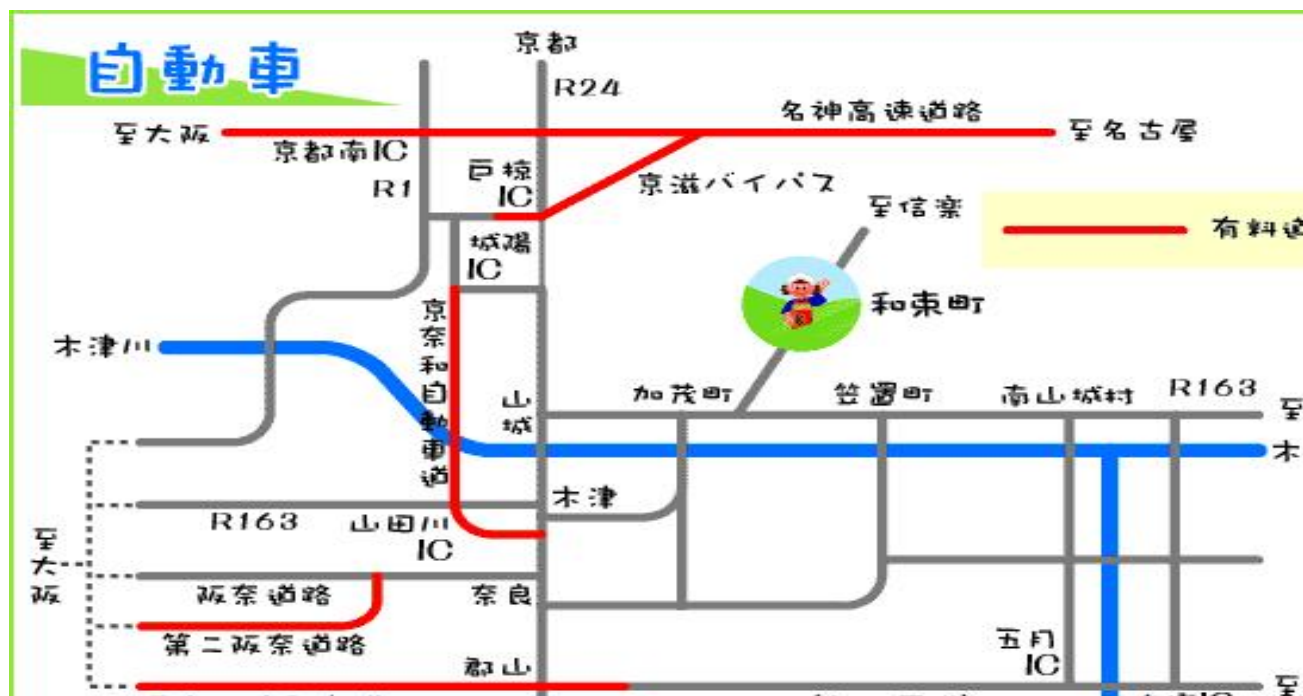 自動車
京都
R24
名神高速道路
至大阪
至名古屋
京都南IC
R1
巨椋
IC
京滋バイパス
至信楽
有料道
城陽
IC
和束町
京奈和自動車道
木津川
山城
加茂町
笠置町
南山城村
R163
至
木
木津
R163
山田川
IC
至大阪
阪奈道路
奈良
第二阪奈道路
五月
IC
郡山
至